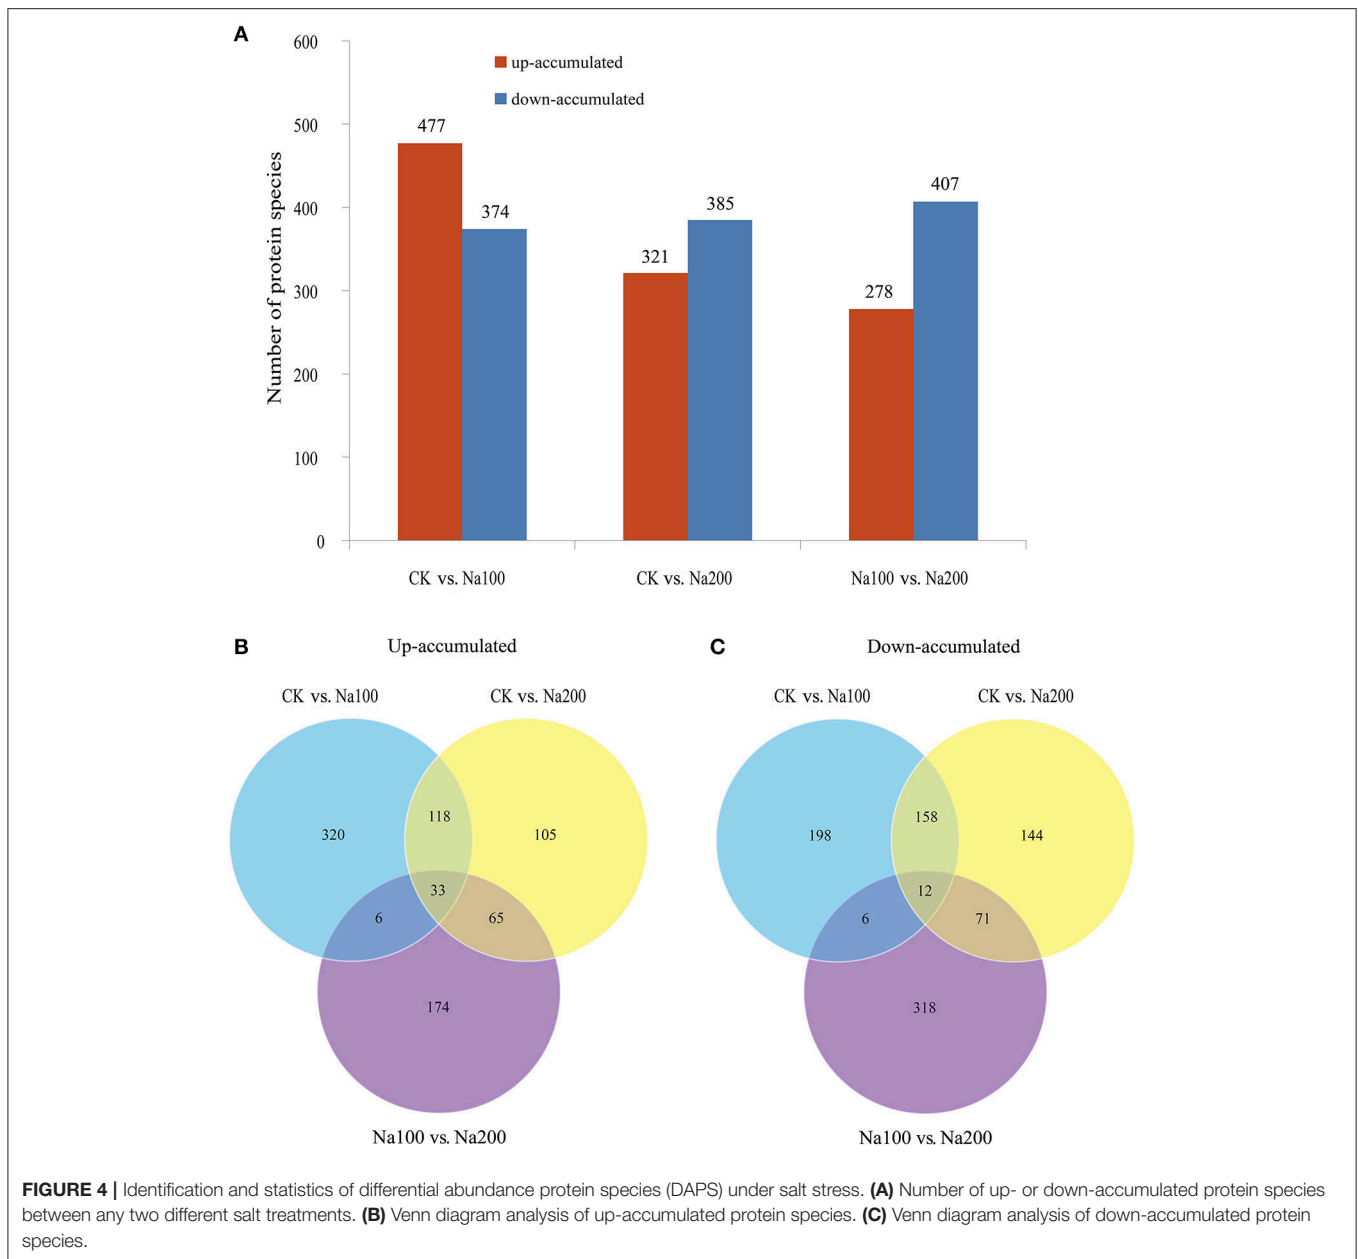 A
600
500
400
300
200
100
0
Number of protein species
up-accumulated
down-accumulated
477
374
321
385
278
407
CK vs. Na100
CK vs. Na200
Na100 vs. Na200
B
Up-accumulated
CK vs. Na100
CK vs. Na200
320
118
105
33
6
65
174
Na100 vs. Na200
C
Down-accumulated
CK vs. Na100
CK vs. Na200
198
158
144
12
6
71
318
Na100 vs. Na200
FIGURE 4 | Identification and statistics of differential abundance protein species (DAPS) under salt stress. (A) Number of up- or down-accumulated protein species
between any two different salt treatments. (B) Venn diagram analysis of up-accumulated protein species. (C) Venn diagram analysis of down-accumulated protein
species.